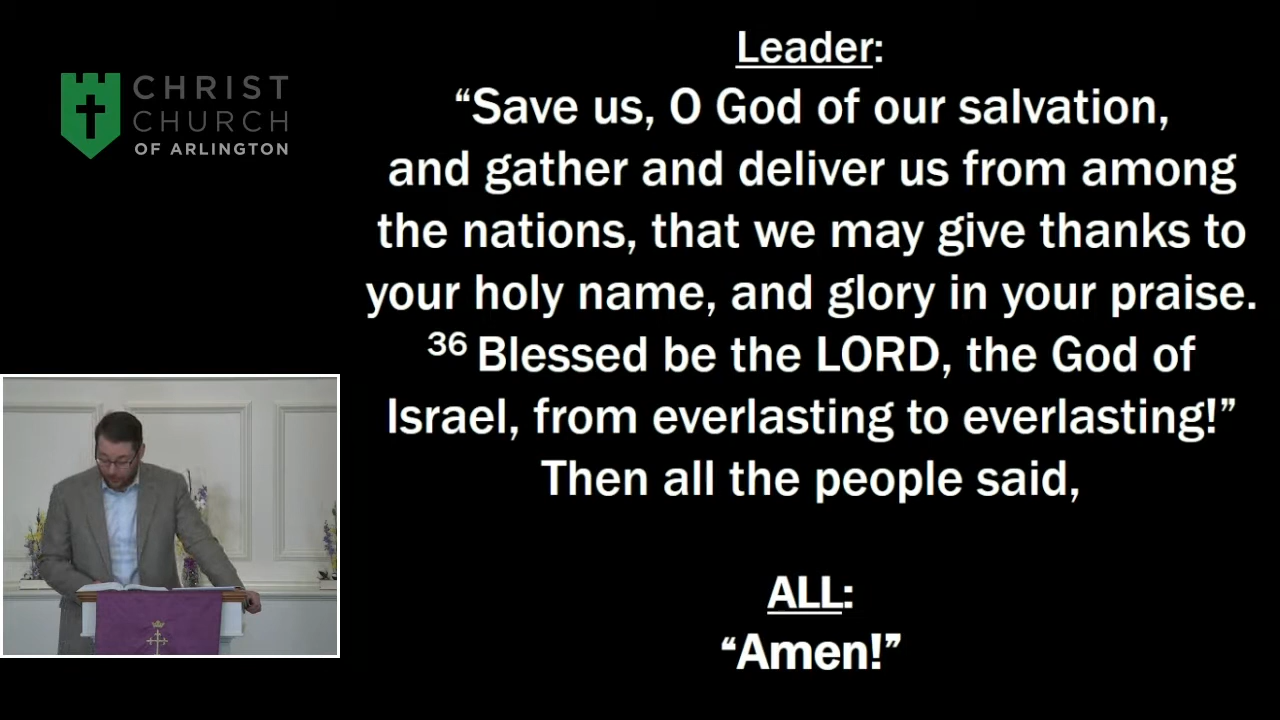 CHRIST
CHURCH
OF ARLINGTON
Leader:
“Save us, O God of our salvation,
and gather and deliver us from among
the nations, that we may give thanks to
your holy name, and glory in your praise.
36 Blessed be the LORD, the God of
Israel, from everlasting to everlasting!”
Then all the people said,
ALL:
“Amen!”